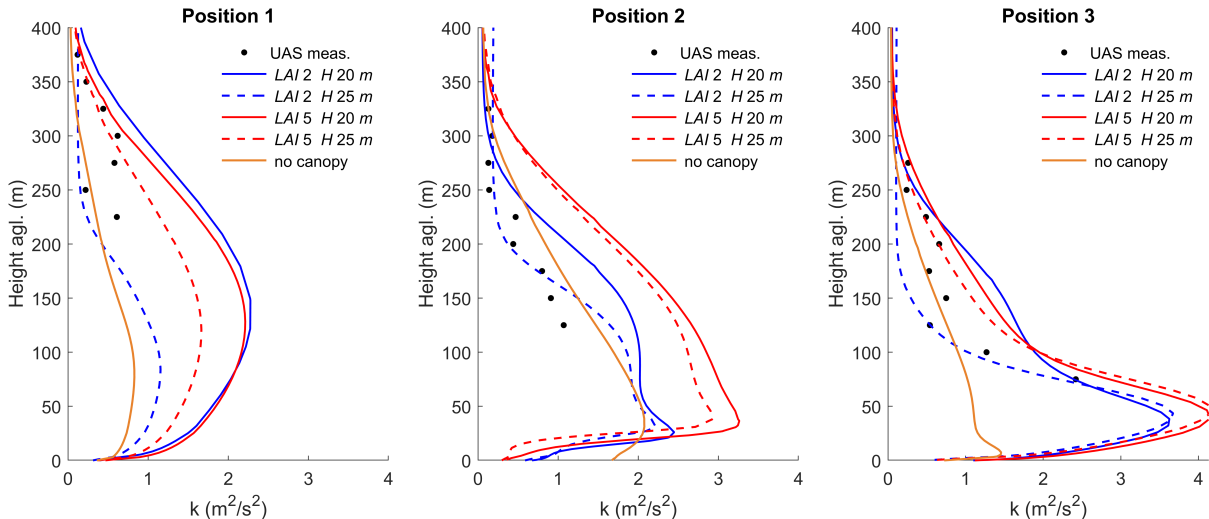 Position 1
400
350
300
250
200
150
100
50
0
Height agl. (m)
0 1 2 3 4
k (m²/s²)
UAS meas.
LAI 2 H 20 m
LAI 2 H 25 m
LAI 5 H 20 m
LAI 5 H 25 m
no canopy
Position 2
400
350
300
250
200
150
100
50
0
Height agl. (m)
0 1 2 3 4
k (m²/s²)
UAS meas.
LAI 2 H 20 m
LAI 2 H 25 m
LAI 5 H 20 m
LAI 5 H 25 m
no canopy
Position 3
400
350
300
250
200
150
100
50
0
Height agl. (m)
0 1 2 3 4
k (m²/s²)
UAS meas.
LAI 2 H 20 m
LAI 2 H 25 m
LAI 5 H 20 m
LAI 5 H 25 m
no canopy